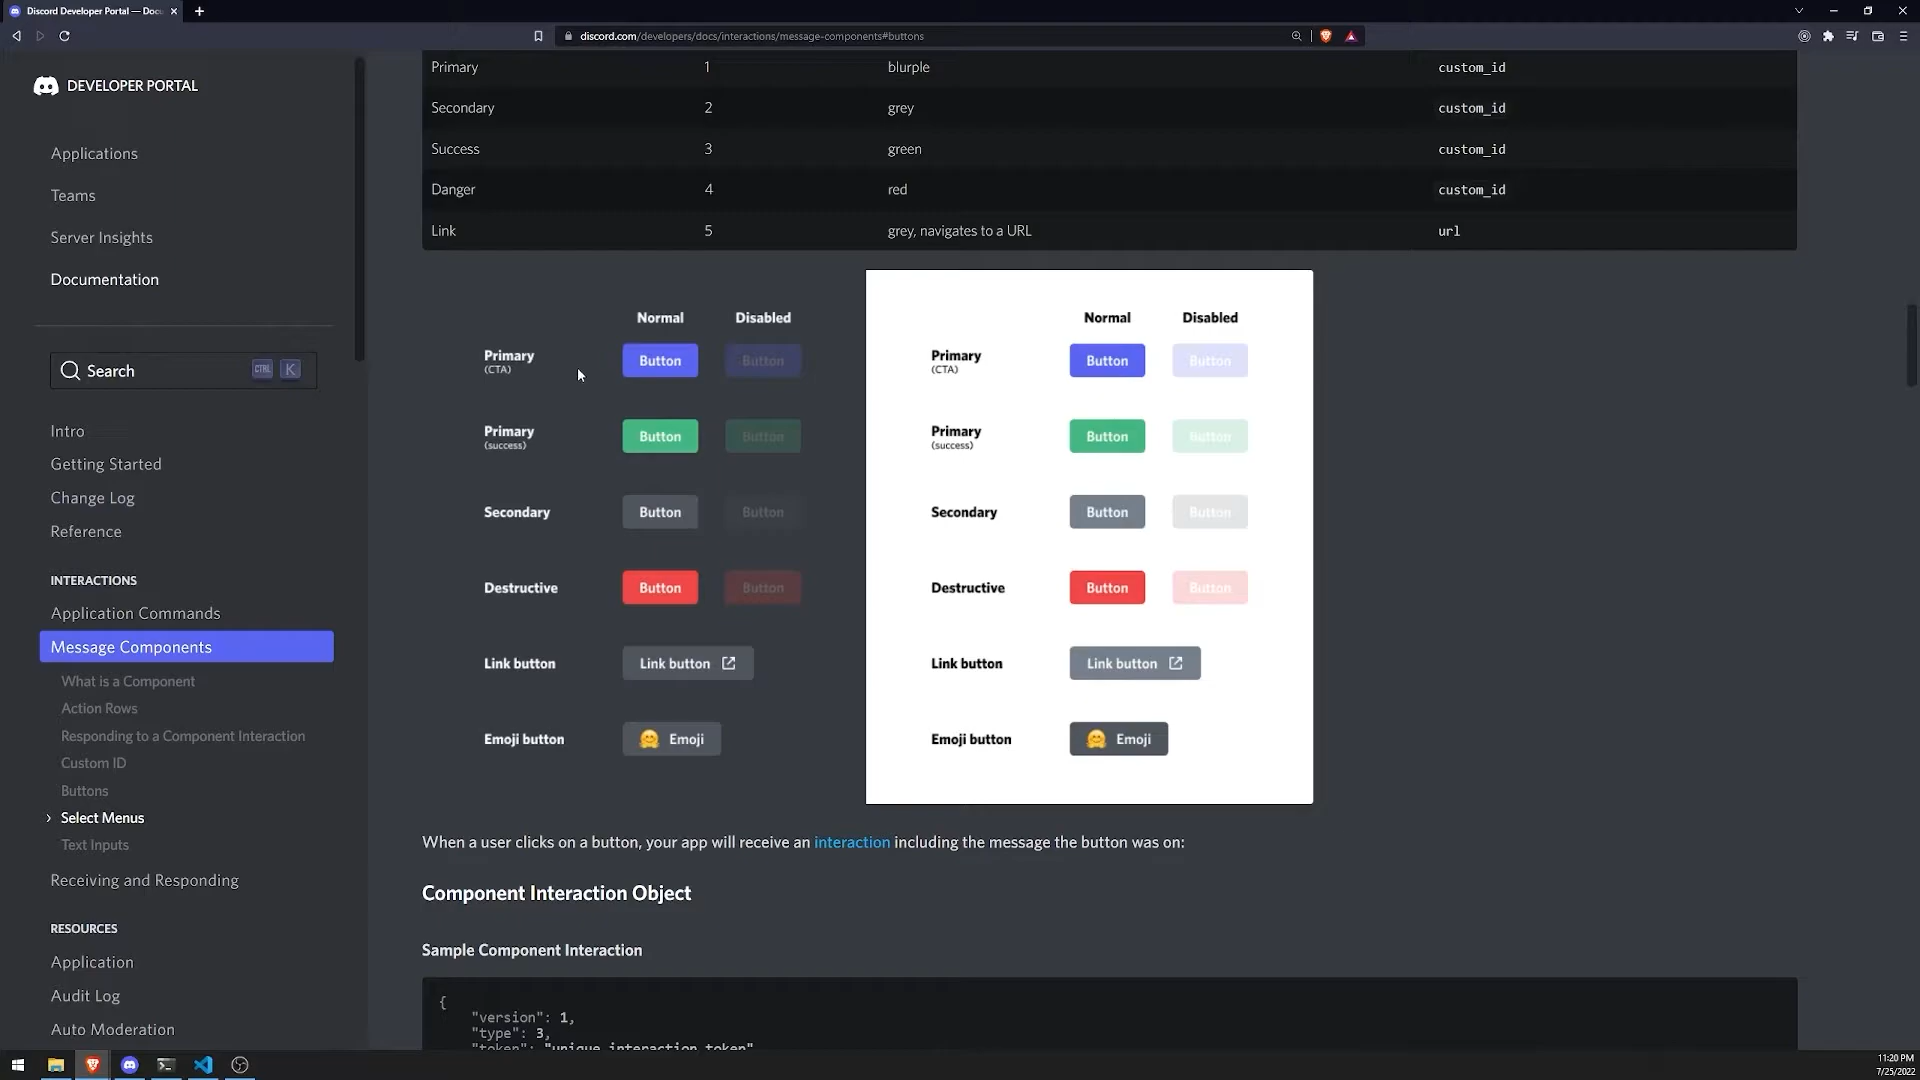 Discord Developer Portal — Docu
discord.com/developers/docs/interactions/message-components#buttons
DEVELOPER PORTAL
Applications
Teams
Server Insights
Documentation
Search
CTRL K
Intro
Getting Started
Change Log
Reference
INTERACTIONS
Application Commands
Message Components
What is a Component
Action Rows
Responding to a Component Interaction
Custom ID
Buttons
Select Menus
Text Inputs
Receiving and Responding
RESOURCES
Application
Audit Log
Auto Moderation
Primary 1 blurple custom_id
Secondary 2 grey custom_id
Success 3 green custom_id
Danger 4 red custom_id
Link 5 grey, navigates to a URL url
Normal Disabled
Primary Button Button
(CTA)
Primary Button Button
(success)
Secondary Button Button
Destructive Button Button
Link button Link button
Emoji button 🤗 Emoji
Normal Disabled
Primary Button Button
(CTA)
Primary Button Button
(success)
Secondary Button Button
Destructive Button Button
Link button Link button
Emoji button 🤗 Emoji
When a user clicks on a button, your app will receive an interaction including the message the button was on:
Component Interaction Object
Sample Component Interaction
{
"version": 1,
"type": 3,
"token": "unique_interaction_token"
11:20 PM
7/25/2022